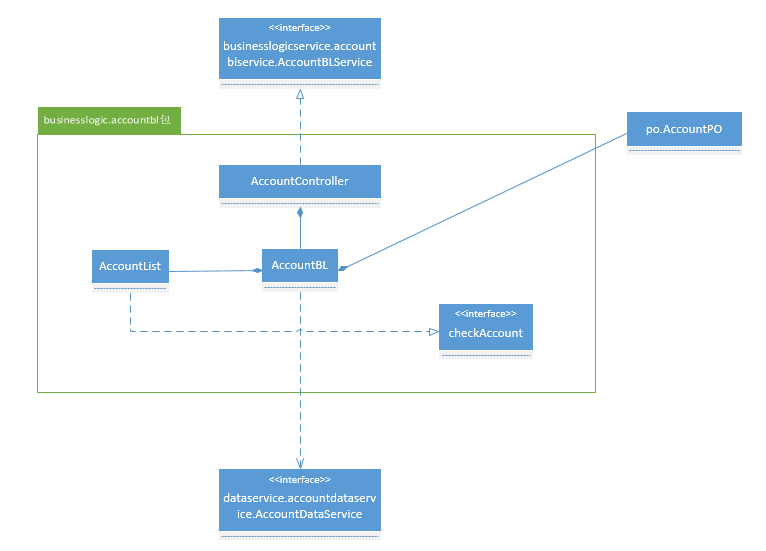 <<interface>>
businesslogicservice.account
blservice.AccountBLService
businesslogic.accountbl包
po.AccountPO
AccountController
AccountList
AccountBL
<<interface>>
checkAccount
<<interface>>
dataservice.accountdataserv
ice.AccountDataService